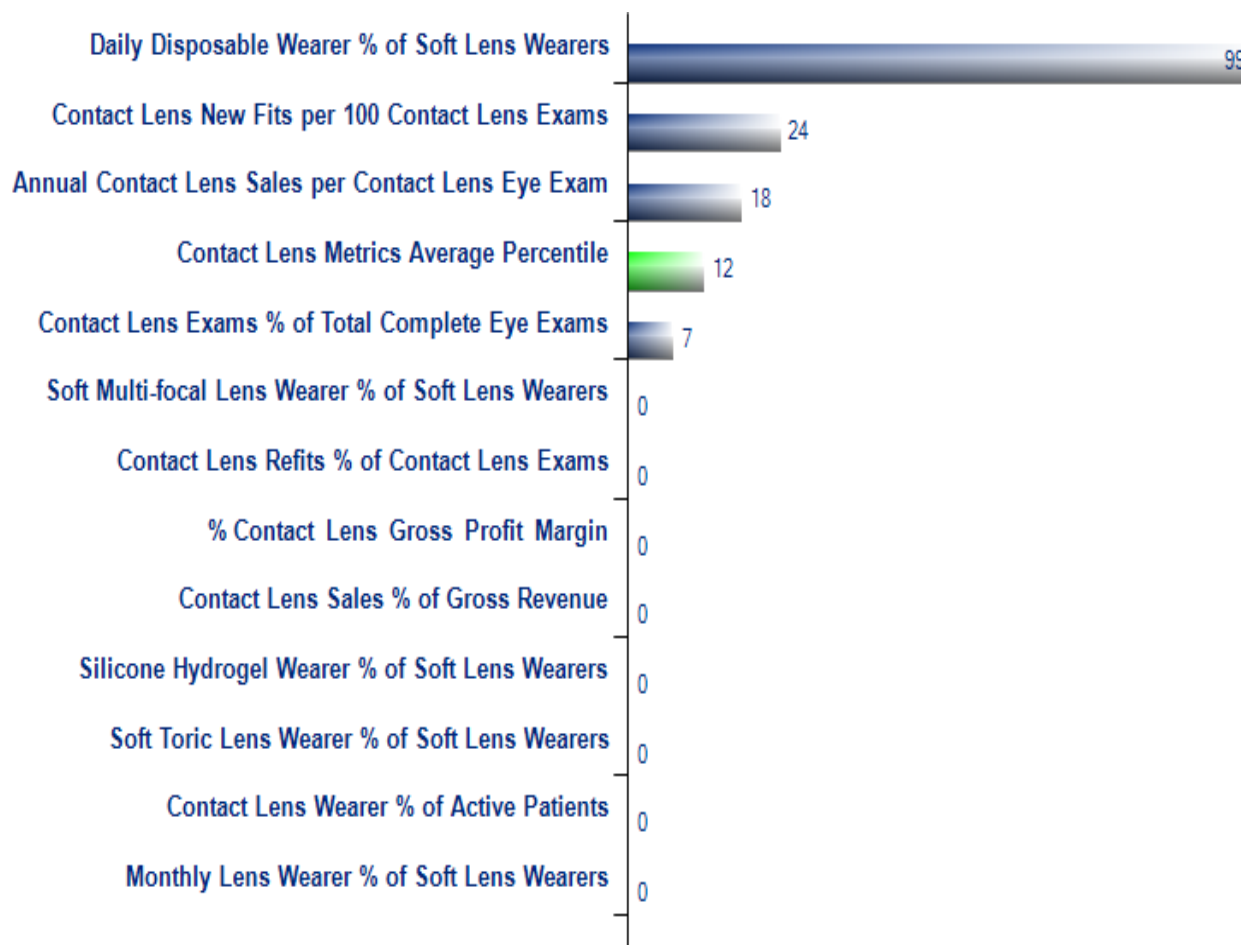 Daily Disposable Wearer % of Soft Lens Wearers 99
Contact Lens New Fits per 100 Contact Lens Exams 24
Annual Contact Lens Sales per Contact Lens Eye Exam 18
Contact Lens Metrics Average Percentile 12
Contact Lens Exams % of Total Complete Eye Exams 7
Soft Multi-focal Lens Wearer % of Soft Lens Wearers 0
Contact Lens Refits % of Contact Lens Exams 0
% Contact Lens Gross Profit Margin 0
Contact Lens Sales % of Gross Revenue 0
Silicone Hydrogel Wearer % of Soft Lens Wearers 0
Soft Toric Lens Wearer % of Soft Lens Wearers 0
Contact Lens Wearer % of Active Patients 0
Monthly Lens Wearer % of Soft Lens Wearers 0